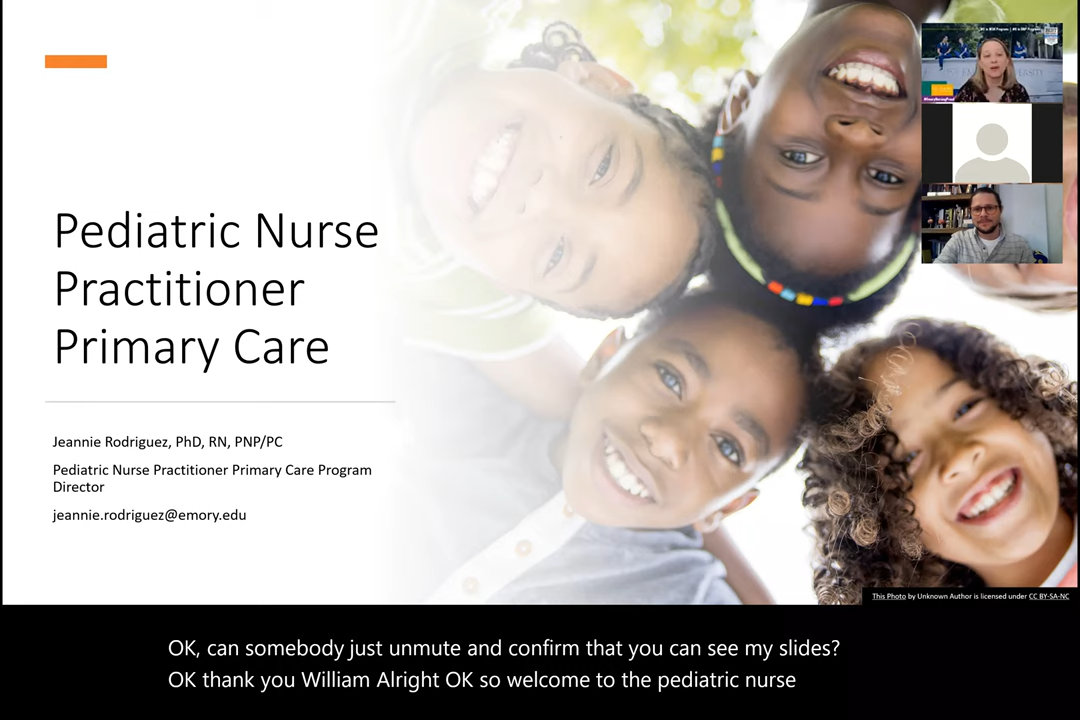 Pediatric Nurse
Practitioner
Primary Care
Jeannie Rodriguez, PhD, RN, PNP/PC
Pediatric Nurse Practitioner Primary Care Program
Director
jeannie.rodriguez@emory.edu
This Photo by Unknown Author is licensed under CC BY-SA-NC
OK, can somebody just unmute and confirm that you can see my slides?
OK thank you William Alright OK so welcome to the pediatric nurse